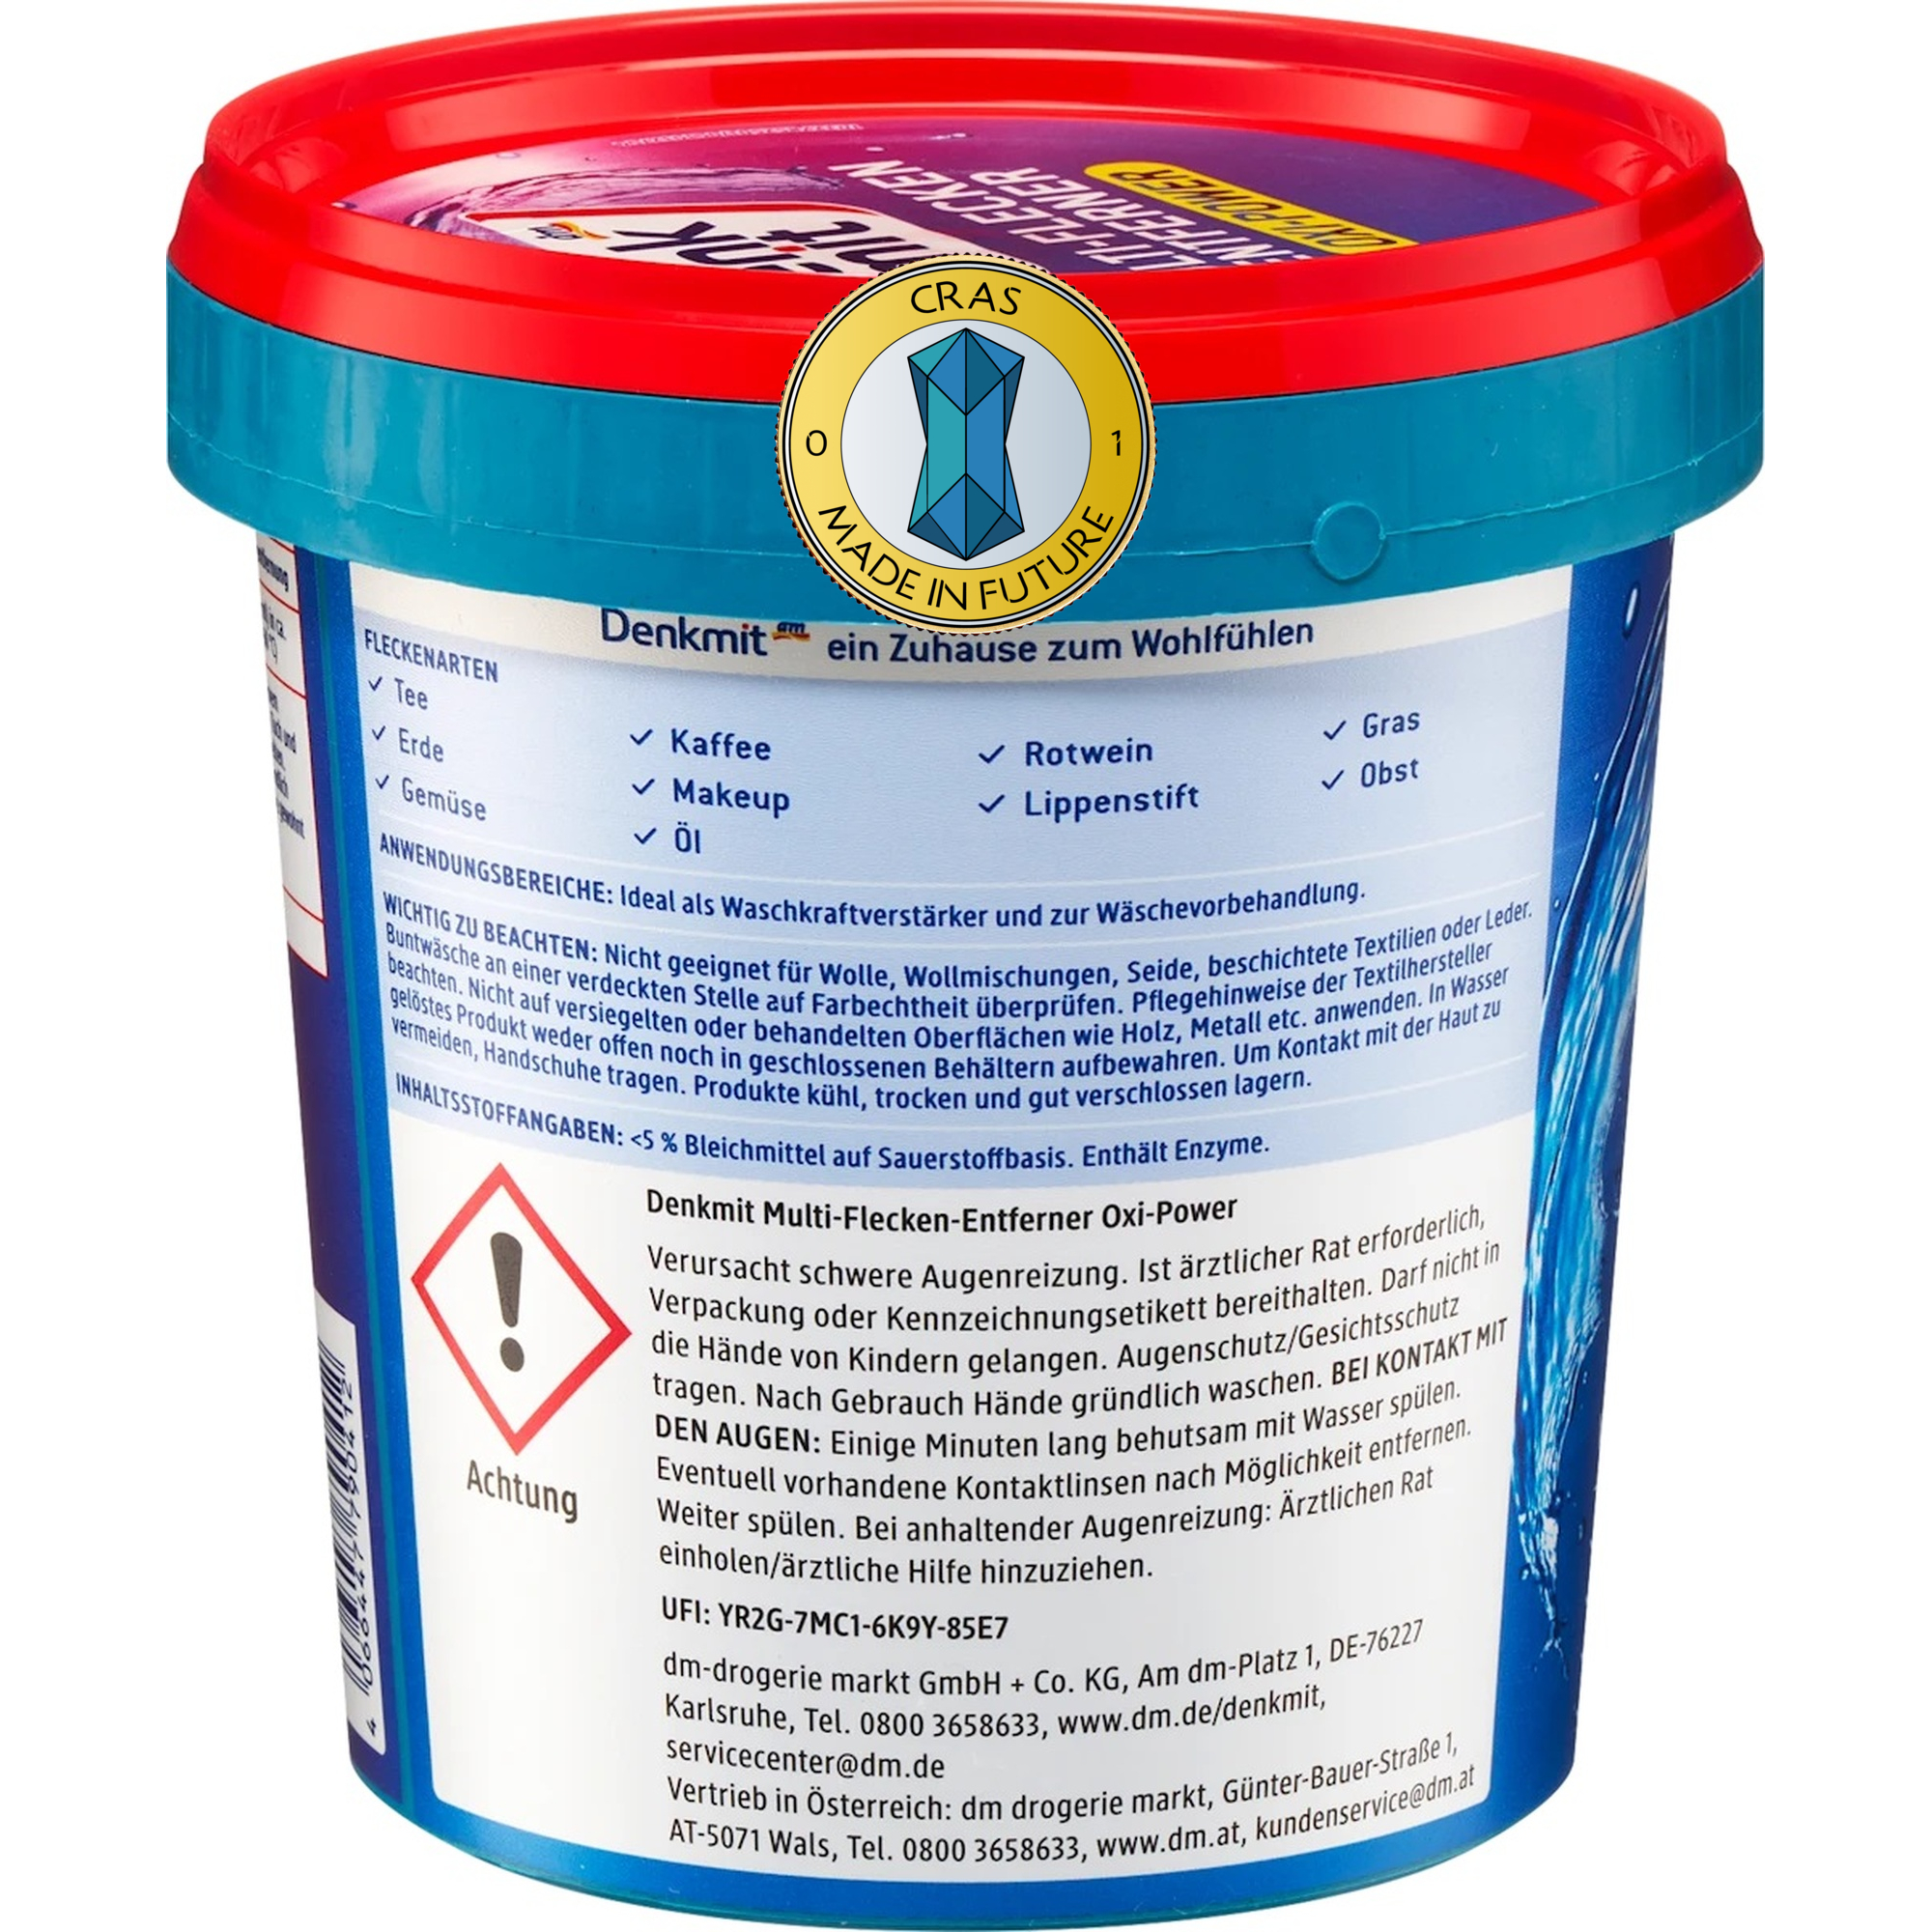 LTI-FLECKEN
ENTFERNER
OXI-POWER
CRAS
0 1
MADE IN FUTURE
Denkmit dm ein Zuhause zum Wohlfühlen
FLECKENARTEN
✓ Tee
✓ Erde
✓ Gemüse
✓ Kaffee
✓ Makeup
✓ Öl
✓ Rotwein
✓ Lippenstift
✓ Gras
✓ Obst
ANWENDUNGSBEREICHE: Ideal als Waschkraftverstärker und zur Wäschevorbehandlung.
WICHTIG ZU BEACHTEN: Nicht geeignet für Wolle, Wollmischungen, Seide, beschichtete Textilien oder Leder.
Buntwäsche an einer verdeckten Stelle auf Farbechtheit überprüfen. Pflegehinweise der Textilhersteller
beachten. Nicht auf versiegelten oder behandelten Oberflächen wie Holz, Metall etc. anwenden. In Wasser
gelöstes Produkt weder offen noch in geschlossenen Behältern aufbewahren. Um Kontakt mit der Haut zu
vermeiden, Handschuhe tragen. Produkte kühl, trocken und gut verschlossen lagern.
INHALTSSTOFFANGABEN: <5 % Bleichmittel auf Sauerstoffbasis. Enthält Enzyme.
Achtung
Denkmit Multi-Flecken-Entferner Oxi-Power
Verursacht schwere Augenreizung. Ist ärztlicher Rat erforderlich,
Verpackung oder Kennzeichnungsetikett bereithalten. Darf nicht in
die Hände von Kindern gelangen. Augenschutz/Gesichtsschutz
tragen. Nach Gebrauch Hände gründlich waschen. BEI KONTAKT MIT
DEN AUGEN: Einige Minuten lang behutsam mit Wasser spülen.
Eventuell vorhandene Kontaktlinsen nach Möglichkeit entfernen.
Weiter spülen. Bei anhaltender Augenreizung: Ärztlichen Rat
einholen/ärztliche Hilfe hinzuziehen.
UFI: YR2G-7MC1-6K9Y-85E7
dm-drogerie markt GmbH + Co. KG, Am dm-Platz 1, DE-76227
Karlsruhe, Tel. 0800 3658633, www.dm.de/denkmit,
servicecenter@dm.de
Vertrieb in Österreich: dm drogerie markt, Günter-Bauer-Straße 1,
AT-5071 Wals, Tel. 0800 3658633, www.dm.at, kundenservice@dm.at